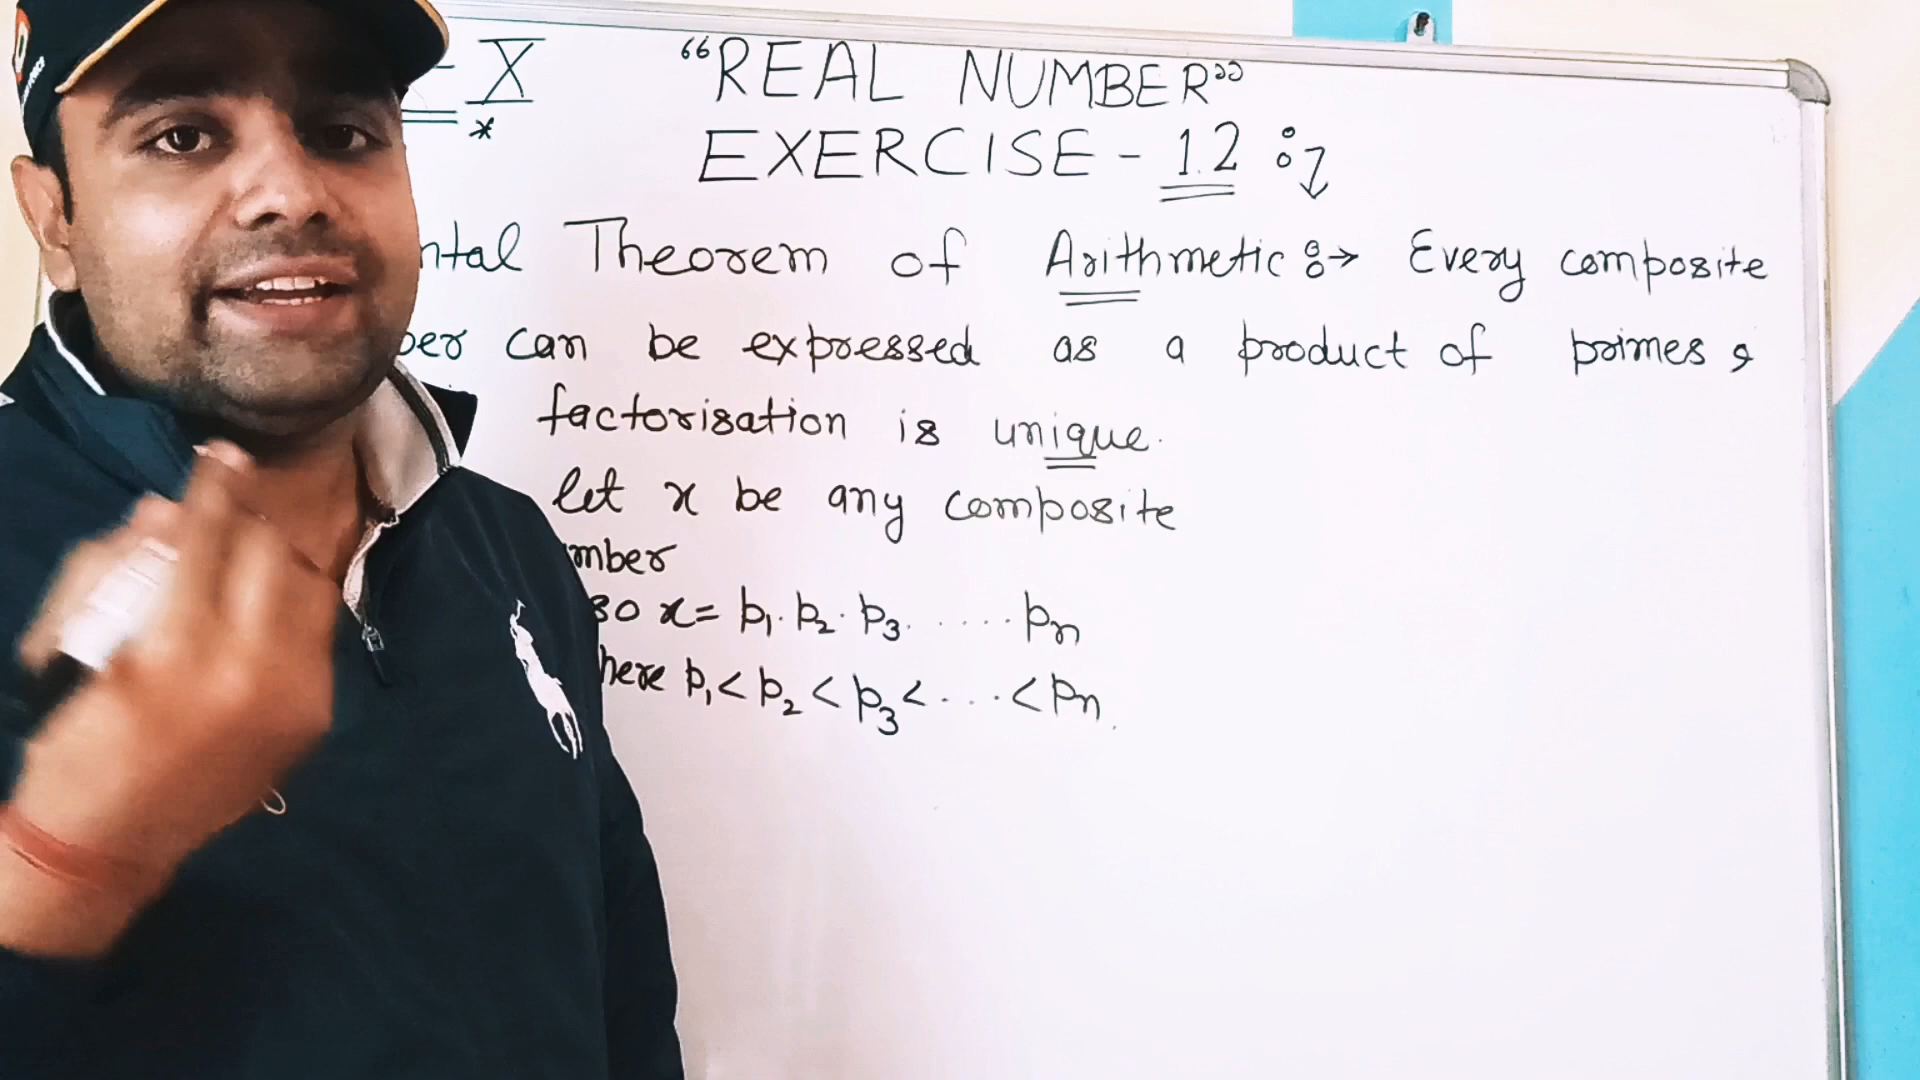 X
*
"REAL NUMBER"
EXERCISE - 1.2 :
ntal Theorem of Arithmetic :→ Every composite
ber can be expressed as a product of primes &
factorisation is unique.
let x be any composite
mber
so x = p₁. p₂. p₃. ..... pₙ
here p₁ < p₂ < p₃ < .... < pₙ.